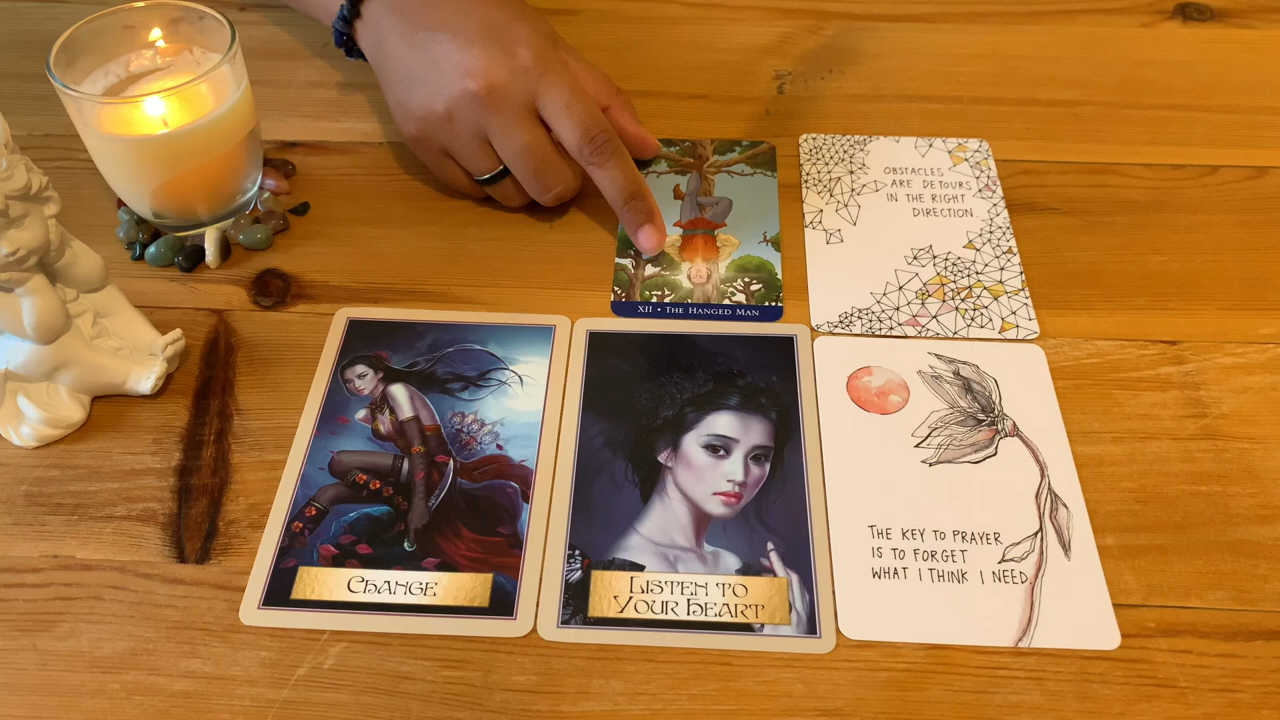 XII • THE HANGED MAN
OBSTACLES
ARE DETOURS
IN THE RIGHT
DIRECTION.
CHANGE
LISTEN TO
YOUR HEART
THE KEY TO PRAYER
IS TO FORGET
WHAT I THINK I NEED.